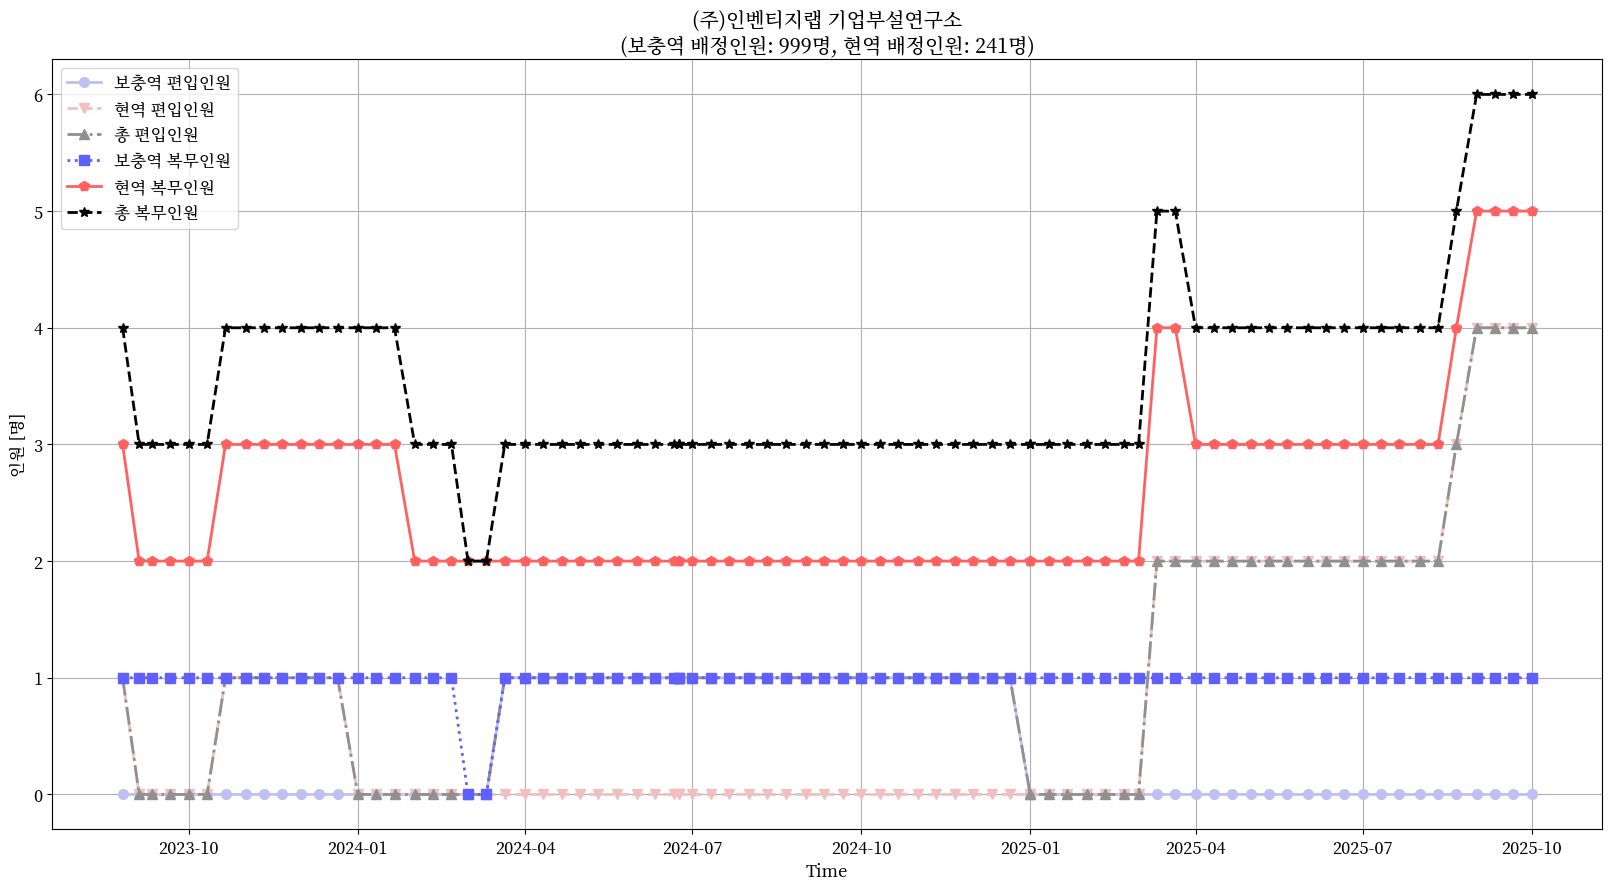 (주)인벤티지랩 기업부설연구소
(보충역 배정인원: 999명, 현역 배정인원: 241명)
보충역 편입인원
현역 편입인원
총 편입인원
보충역 복무인원
현역 복무인원
총 복무인원
6
5
4
3
2
1
0
인원 [명]
2023-10 2024-01 2024-04 2024-07 2024-10 2025-01 2025-04 2025-07 2025-10
Time